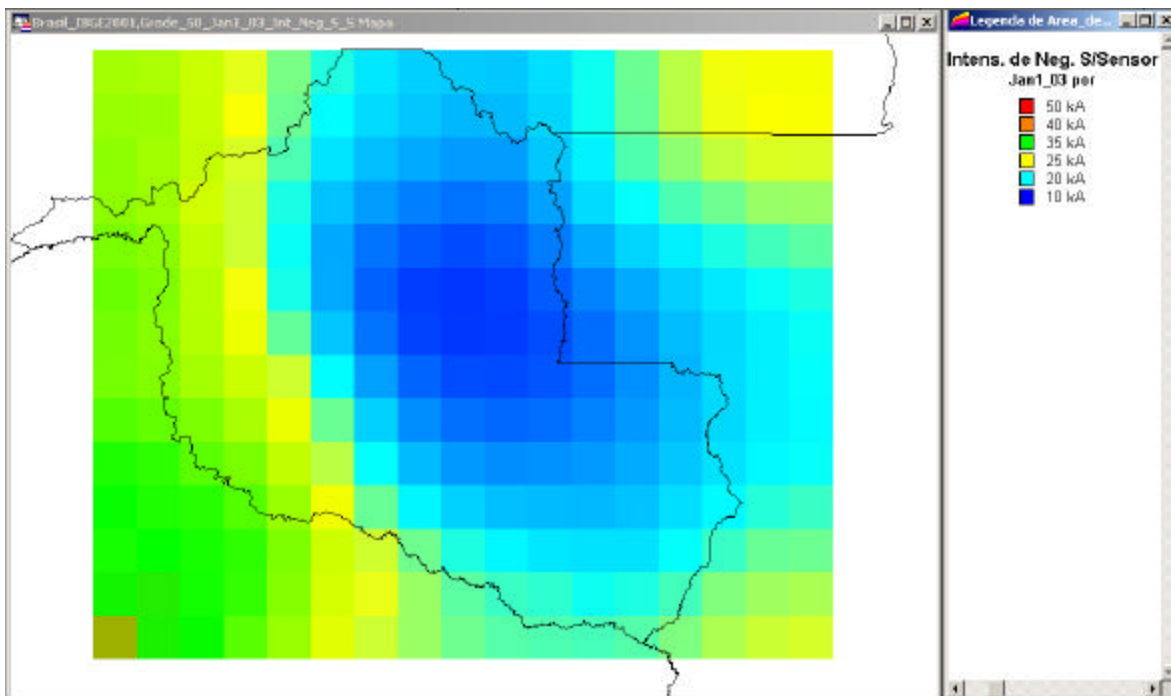 Brasil_IBGE2001,Grade_50_Jan1_03_Int_Neg_S_S Mapa
Legenda de Area_de...
Intens. de Neg. S/Sensor
Jan1_03 por
50 kA
40 kA
35 kA
25 kA
20 kA
10 kA